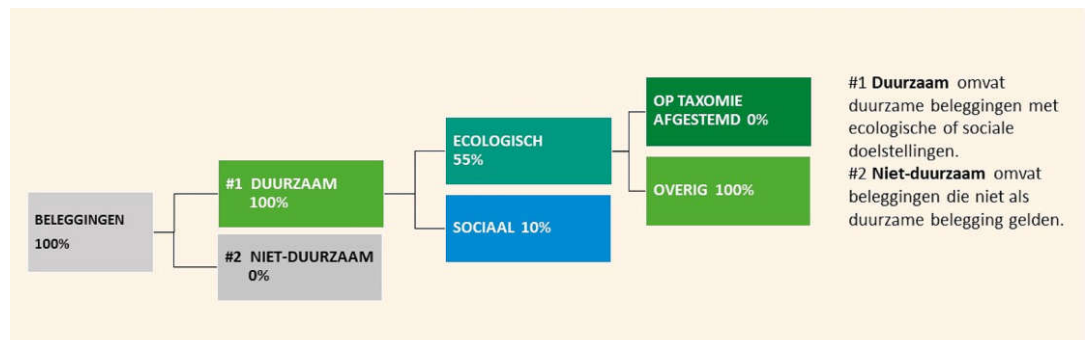 BELEGGINGEN
100%
#1 DUURZAAM
100%
#2 NIET-DUURZAAM
0%
ECOLOGISCH
55%
SOCIAAL 10%
OP TAXOMIE
AFGESTEMD 0%
OVERIG 100%
#1 Duurzaam omvat
duurzame beleggingen met
ecologische of sociale
doelstellingen.
#2 Niet-duurzaam omvat
beleggingen die niet als
duurzame belegging gelden.